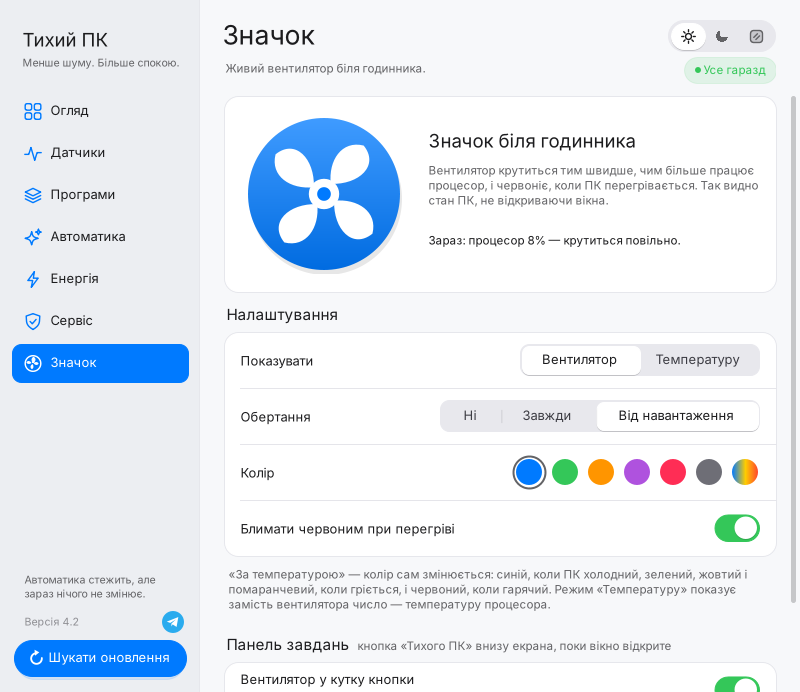 Тихий ПК
Менше шуму. Більше спокою.
Огляд
Датчики
Програми
Автоматика
Енергія
Сервіс
Значок
Автоматика стежить, але
зараз нічого не змінює.
Версія 4.2
Шукати оновлення
Значок
Живий вентилятор біля годинника.
Усе гаразд
Значок біля годинника
Вентилятор крутиться тим швидше, чим більше працює
процесор, і червоніє, коли ПК перегрівається. Так видно
стан ПК, не відкриваючи вікна.
Зараз: процесор 8% — крутиться повільно.
Налаштування
Показувати
Вентилятор
Температуру
Обертання
Ні
Завжди
Від навантаження
Колір
Блимати червоним при перегріві
«За температурою» — колір сам змінюється: синій, коли ПК холодний, зелений, жовтий і
помаранчевий, коли гріється, і червоний, коли гарячий. Режим «Температуру» показує
замість вентилятора число — температуру процесора.
Панель завдань кнопка «Тихого ПК» внизу екрана, поки вікно відкрите
Вентилятор у кутку кнопки